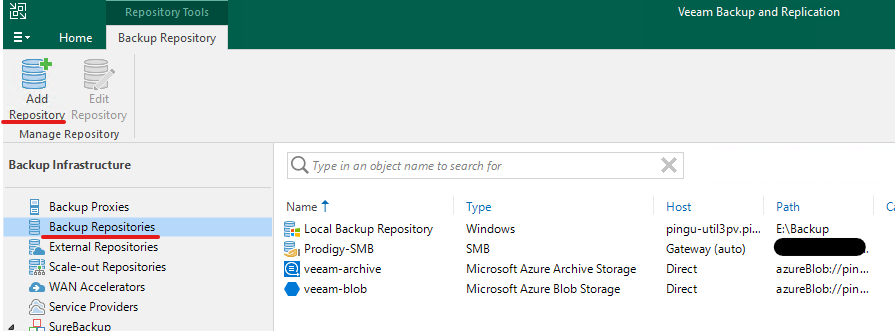 Repository Tools
Veeam Backup and Replication
Home
Backup Repository
Add
Repository
Edit
Repository
Manage Repository
Backup Infrastructure
Backup Proxies
Backup Repositories
External Repositories
Scale-out Repositories
WAN Accelerators
Service Providers
SureBackup
Type in an object name to search for
Name Type Host Path Ca
Local Backup Repository Windows pingu-util3pv.ping... E:\Backup
Prodigy-SMB SMB Gateway (auto)
veeam-archive Microsoft Azure Archive Storage Direct azureBlob://pin...
veeam-blob Microsoft Azure Blob Storage Direct azureBlob://pin...